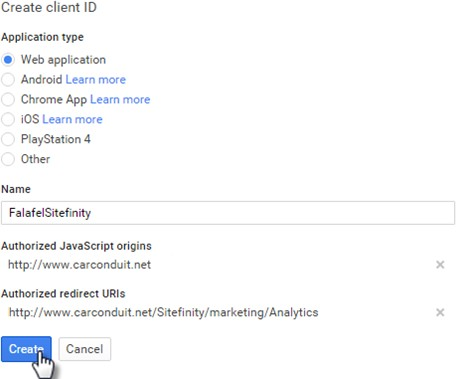 Create client ID
Application type
Web application
Android Learn more
Chrome App Learn more
iOS Learn more
PlayStation 4
Other
Name
FalafelSitefinity
Authorized JavaScript origins
http://www.carconduit.net
Authorized redirect URIs
http://www.carconduit.net/Sitefinity/marketing/Analytics
Create Cancel